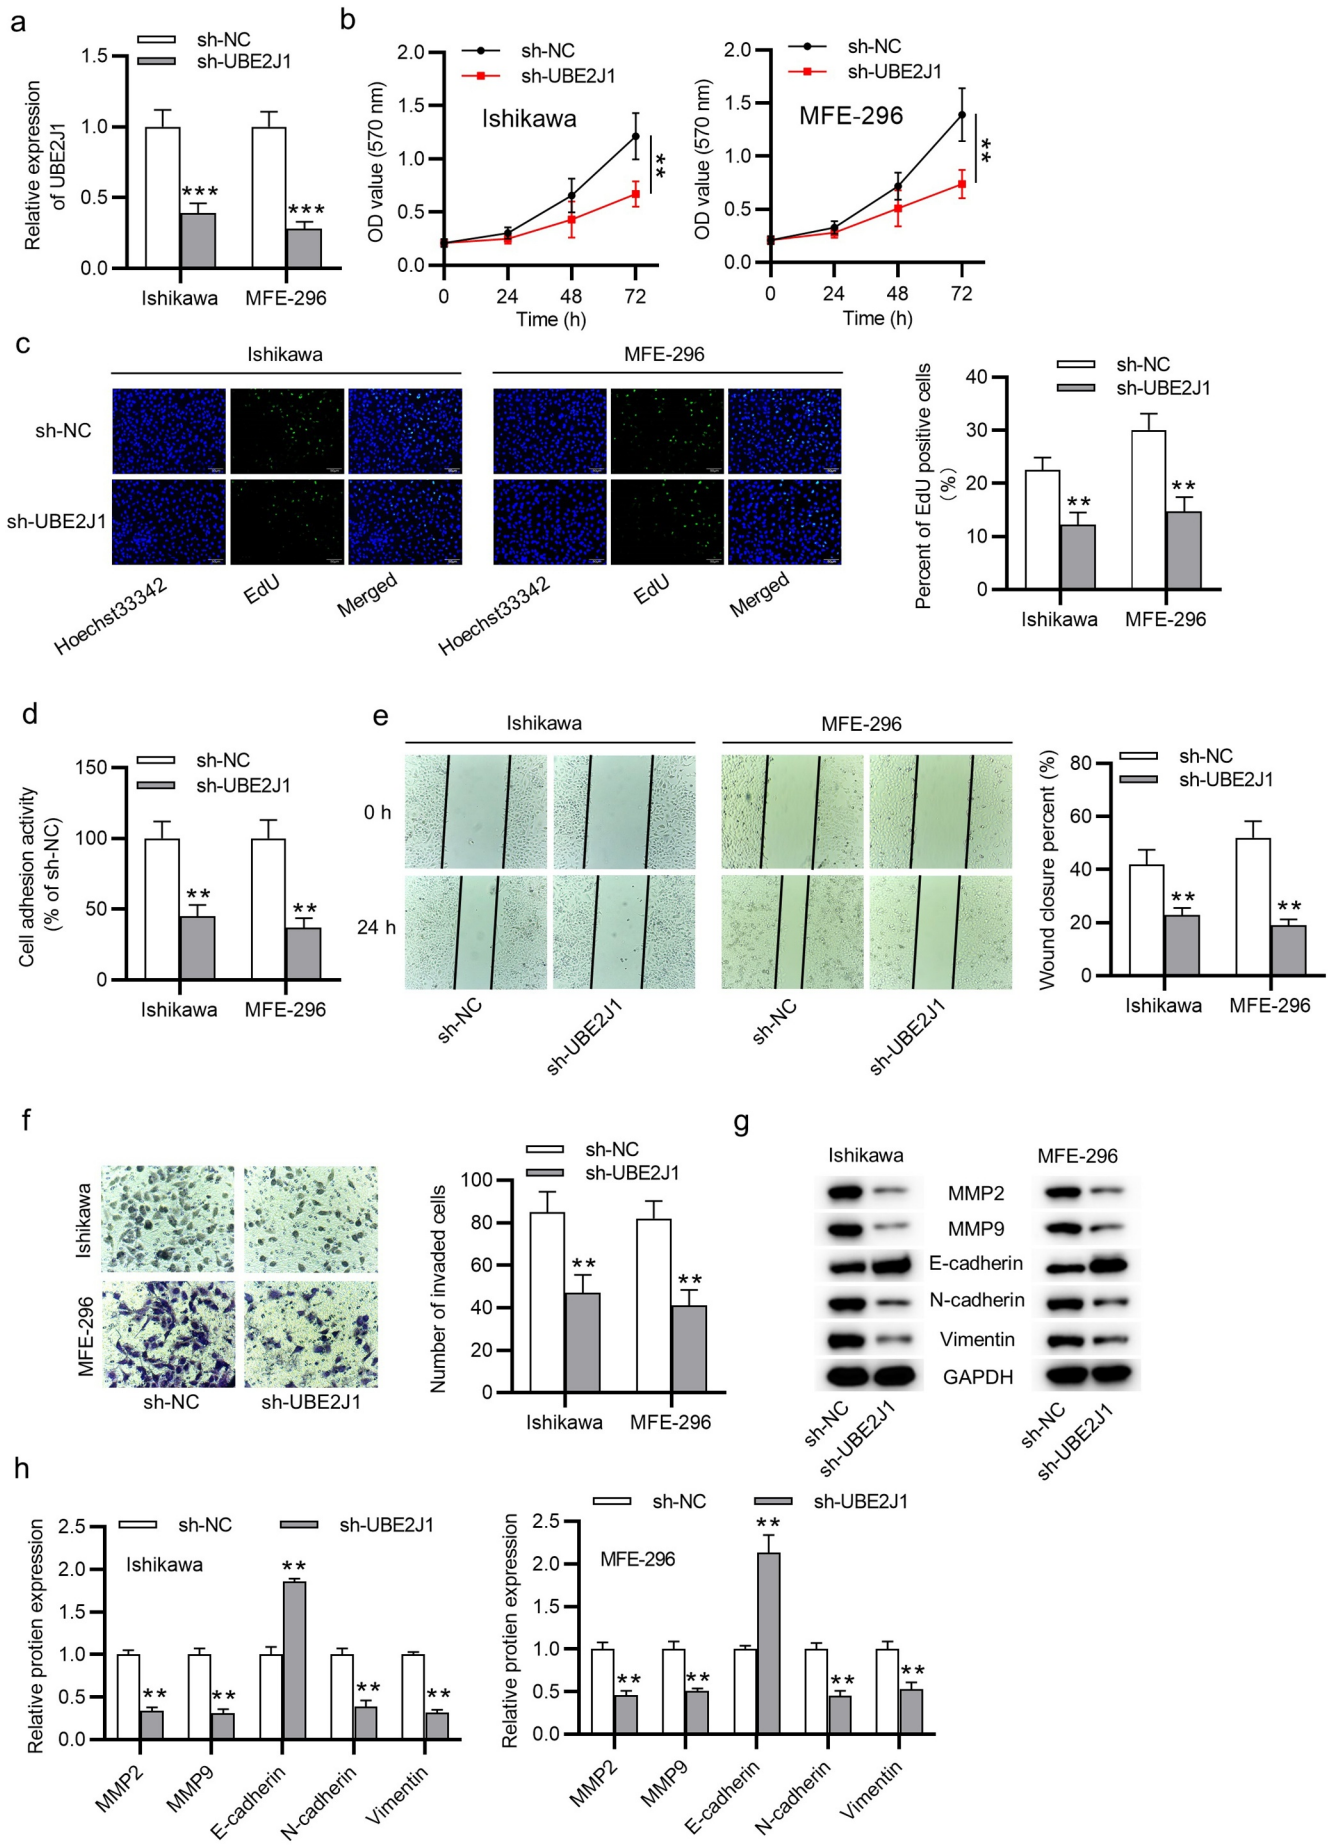 a
sh-NC
sh-UBE2J1
Relative expression
of UBE2J1
1.5
1.0
0.5
0.0
***
***
Ishikawa
MFE-296
b
sh-NC
sh-UBE2J1
Ishikawa
OD value (570 nm)
2.0
1.5
1.0
0.5
0.0
**
0
24
48
72
Time (h)
sh-NC
sh-UBE2J1
MFE-296
OD value (570 nm)
2.0
1.5
1.0
0.5
0.0
**
0
24
48
72
Time (h)
c
Ishikawa
MFE-296
sh-NC
sh-UBE2J1
Hoechst33342
EdU
Merged
Hoechst33342
EdU
Merged
sh-NC
sh-UBE2J1
Percent of EdU positive cells
(%)
40
30
20
10
0
**
**
Ishikawa
MFE-296
d
sh-NC
sh-UBE2J1
Cell adhesion activity
(% of sh-NC)
150
100
50
0
**
**
Ishikawa
MFE-296
e
Ishikawa
MFE-296
0 h
24 h
sh-NC
sh-UBE2J1
sh-NC
sh-UBE2J1
sh-NC
sh-UBE2J1
Wound closure percent (%)
80
60
40
20
0
**
**
Ishikawa
MFE-296
f
Ishikawa
MFE-296
sh-NC
sh-UBE2J1
sh-NC
sh-UBE2J1
Number of invaded cells
100
80
60
40
20
0
**
**
Ishikawa
MFE-296
g
Ishikawa
MFE-296
MMP2
MMP9
E-cadherin
N-cadherin
Vimentin
GAPDH
sh-NC
sh-UBE2J1
sh-NC
sh-UBE2J1
h
sh-NC
sh-UBE2J1
Ishikawa
Relative protien expression
2.5
2.0
1.5
1.0
0.5
0.0
**
**
**
**
**
MMP2
MMP9
E-cadherin
N-cadherin
Vimentin
sh-NC
sh-UBE2J1
MFE-296
Relative protien expression
2.5
2.0
1.5
1.0
0.5
0.0
**
**
**
**
**
MMP2
MMP9
E-cadherin
N-cadherin
Vimentin